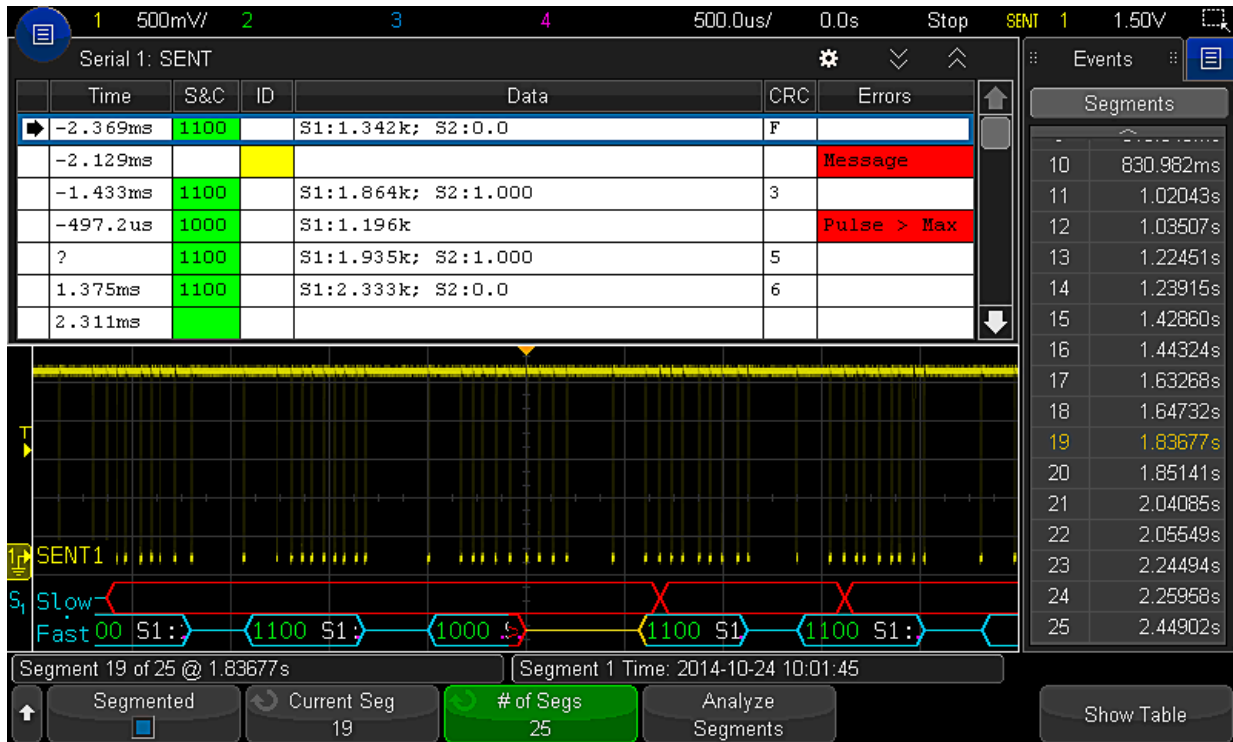 1 500mV/ 2 3 4 500.0us/ 0.0s Stop SENT 1 1.50V
Serial 1: SENT
Time S&C ID Data CRC Errors
-2.369ms 1100 S1:1.342k; S2:0.0 F
-2.129ms Message
-1.433ms 1100 S1:1.864k; S2:1.000 3
-497.2us 1000 S1:1.196k Pulse > Max
? 1100 S1:1.935k; S2:1.000 5
1.375ms 1100 S1:2.333k; S2:0.0 6
2.311ms
Events
Segments
10 830.982ms
11 1.02043s
12 1.03507s
13 1.22451s
14 1.23915s
15 1.42860s
16 1.44324s
17 1.63268s
18 1.64732s
19 1.83677s
20 1.85141s
21 2.04085s
22 2.05549s
23 2.24494s
24 2.25958s
25 2.44902s
T
1 SENT1
S1 Slow
Fast 00 S1: 1100 S1: 1000 1100 S1 1100 S1:
Segment 19 of 25 @ 1.83677s Segment 1 Time: 2014-10-24 10:01:45
Segmented
Current Seg
19
# of Segs
25
Analyze
Segments
Show Table